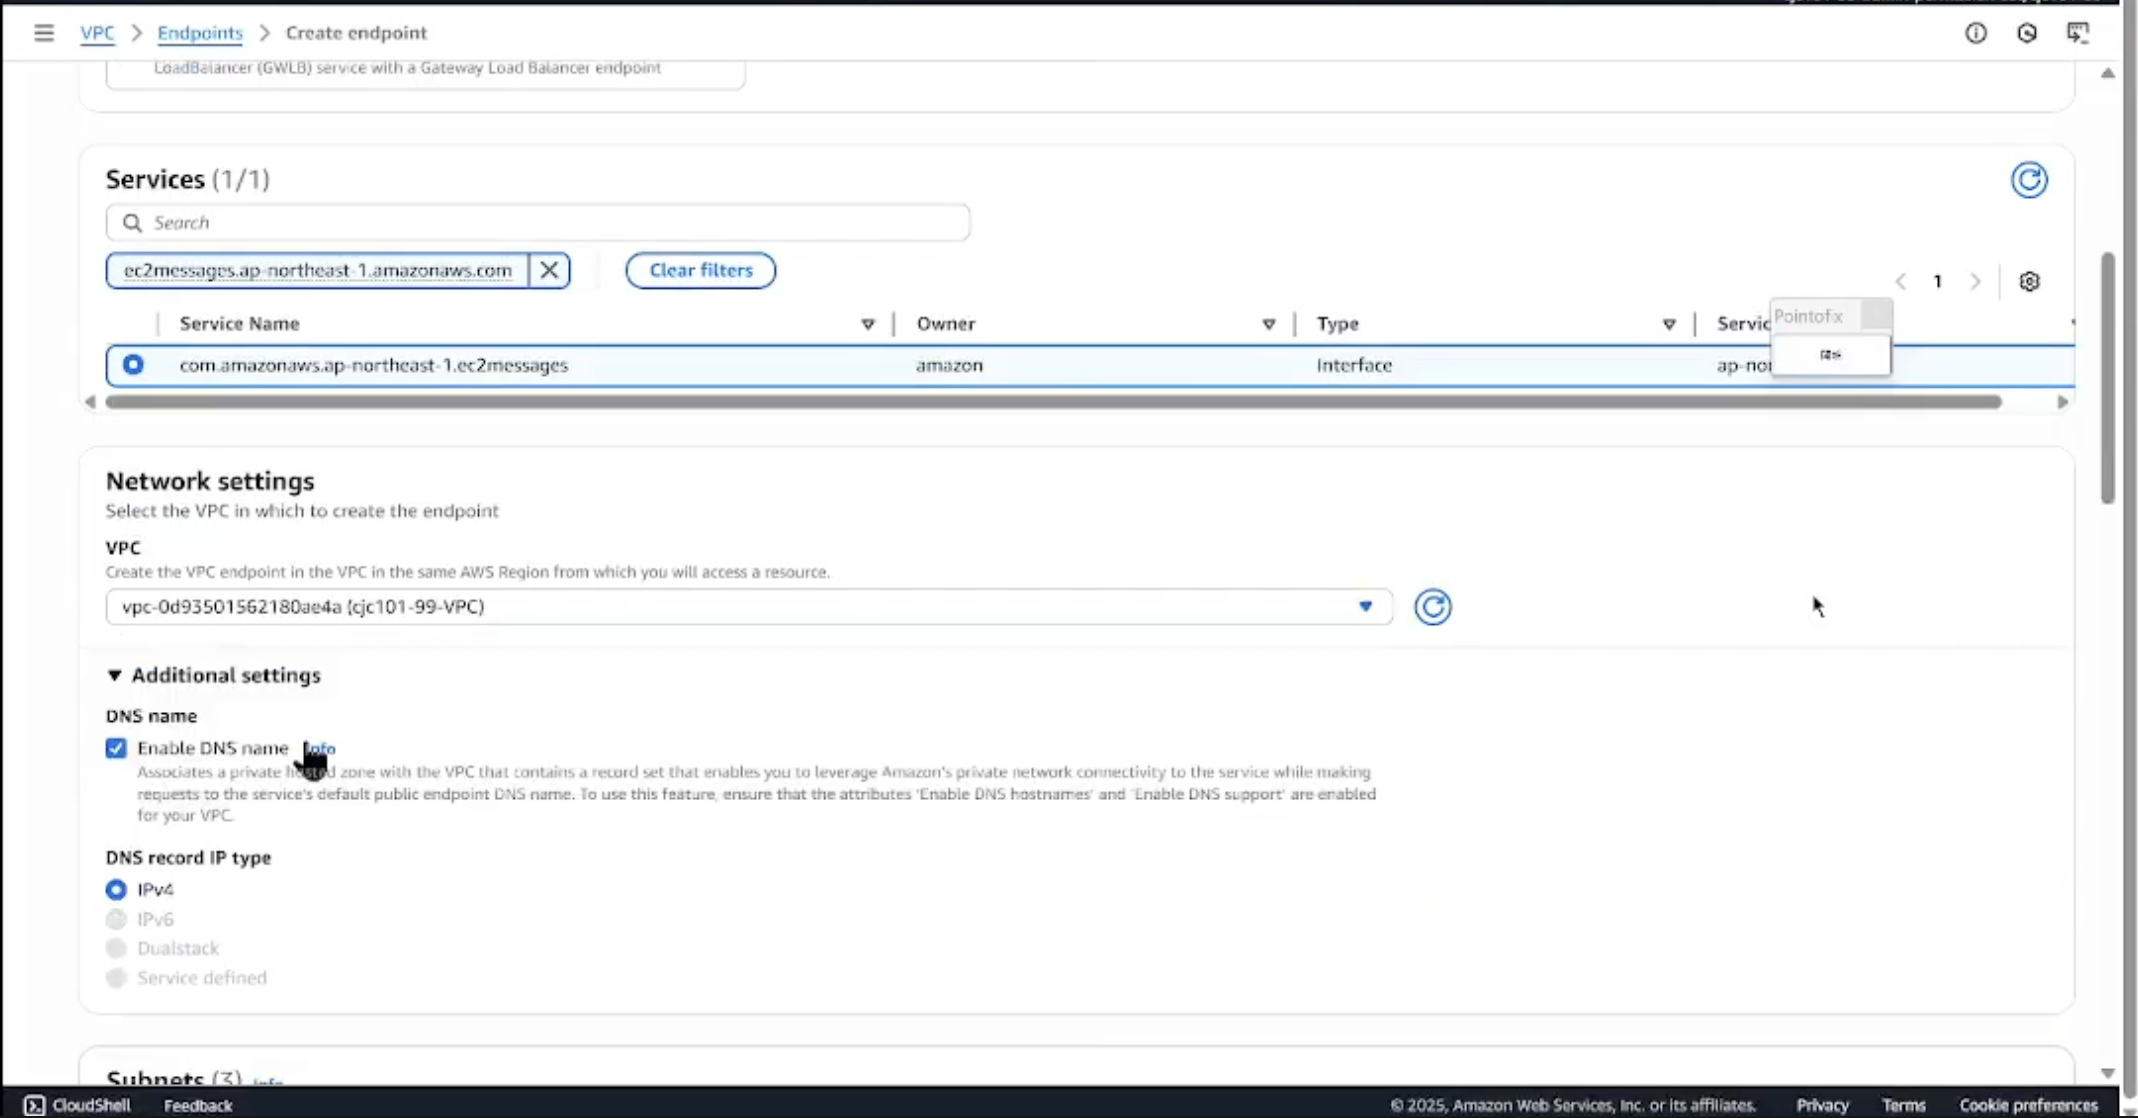 VPC > Endpoints > Create endpoint
LoadBalancer (GWLB) service with a Gateway Load Balancer endpoint
Services (1/1)
Search
ec2messages.ap-northeast-1.amazonaws.com
Clear filters
1
Service Name Owner Type Servic
Pointofix
com.amazonaws.ap-northeast-1.ec2messages amazon Interface ap-nor
Network settings
Select the VPC in which to create the endpoint
VPC
Create the VPC endpoint in the VPC in the same AWS Region from which you will access a resource.
vpc-0d93501562180ae4a (cjc101-99-VPC)
Additional settings
DNS name
Enable DNS name Info
Associates a private hosted zone with the VPC that contains a record set that enables you to leverage Amazon's private network connectivity to the service while making
requests to the service's default public endpoint DNS name. To use this feature, ensure that the attributes 'Enable DNS hostnames' and 'Enable DNS support' are enabled
for your VPC.
DNS record IP type
IPv4
IPv6
Dualstack
Service defined
Subnets (3) Info
CloudShell Feedback © 2025, Amazon Web Services, Inc. or its affiliates. Privacy Terms Cookie preferences